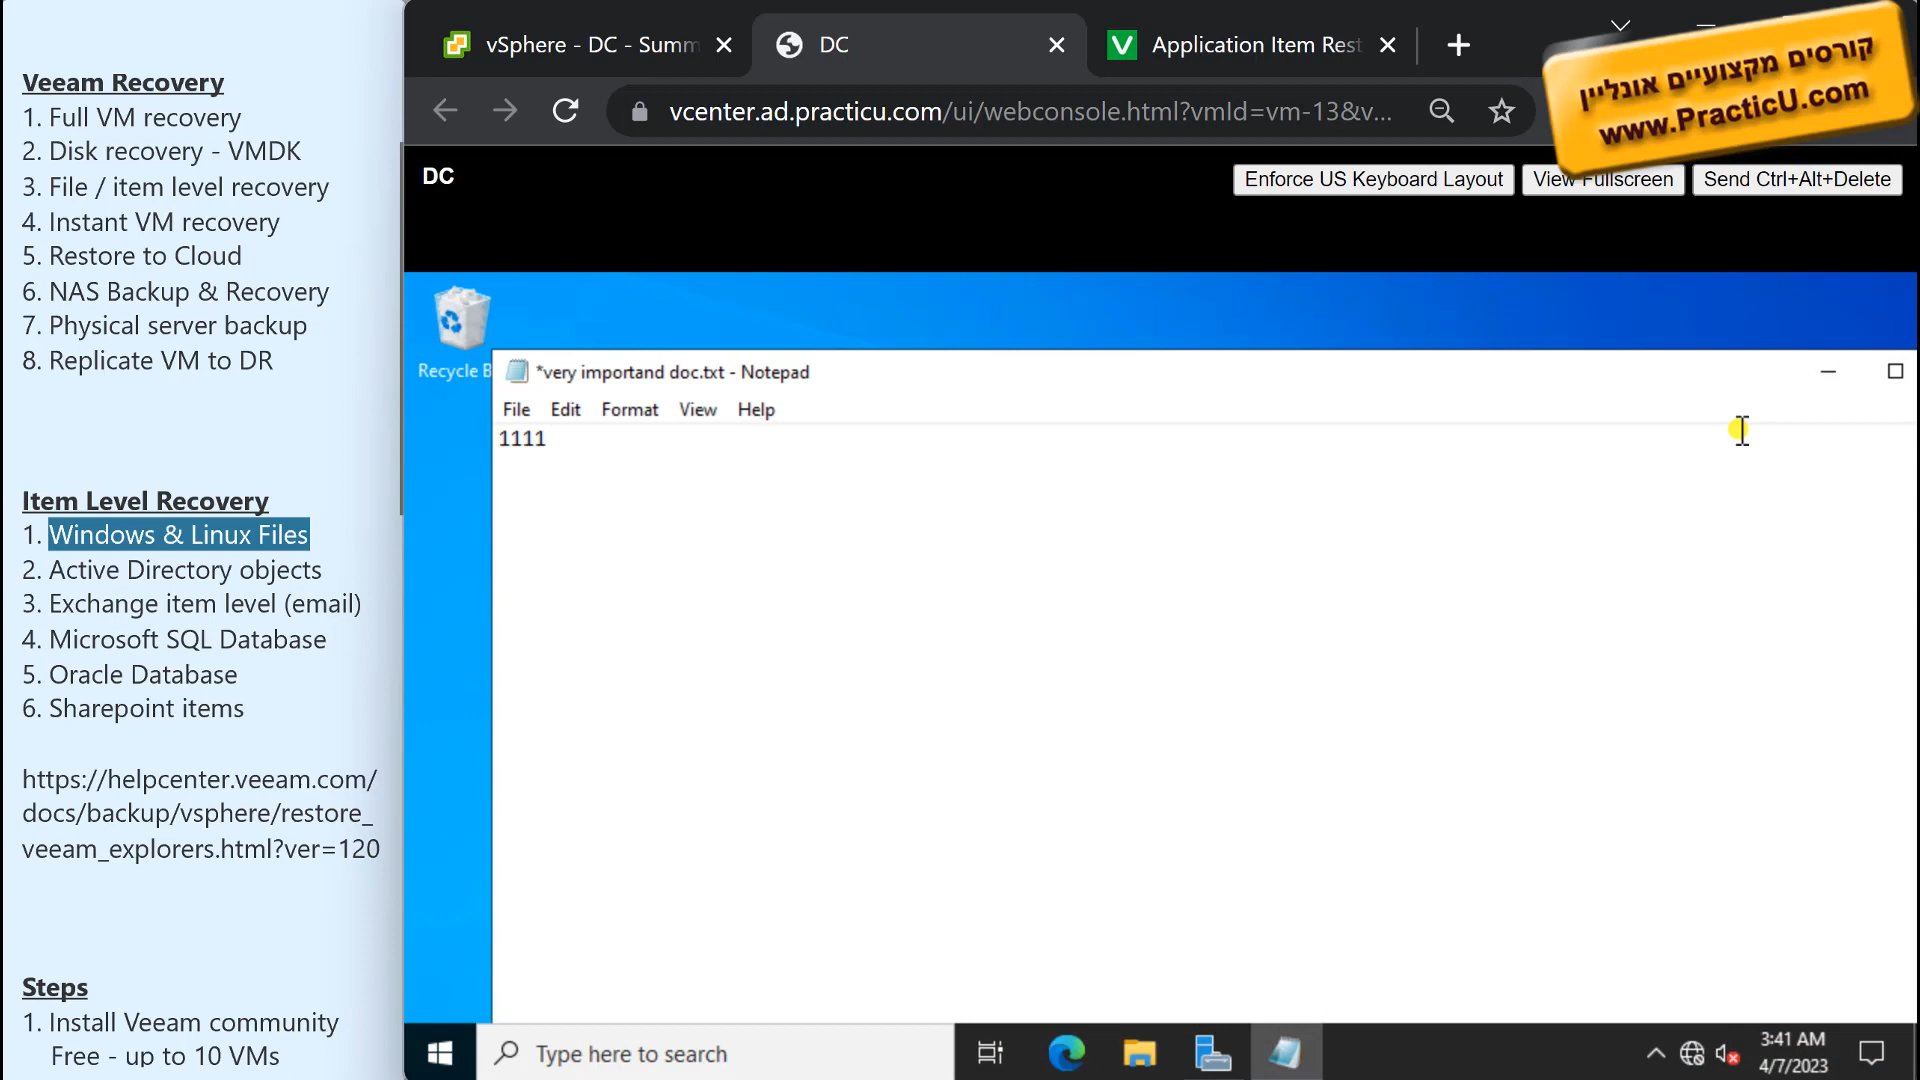 Veeam Recovery
1. Full VM recovery
2. Disk recovery - VMDK
3. File / item level recovery
4. Instant VM recovery
5. Restore to Cloud
6. NAS Backup & Recovery
7. Physical server backup
8. Replicate VM to DR
Item Level Recovery
1. Windows & Linux Files
2. Active Directory objects
3. Exchange item level (email)
4. Microsoft SQL Database
5. Oracle Database
6. Sharepoint items
https://helpcenter.veeam.com/
docs/backup/vsphere/restore_
veeam_explorers.html?ver=120
Steps
1. Install Veeam community
Free - up to 10 VMs
vSphere - DC - Summ
DC
Application Item Rest
vcenter.ad.practicu.com/ui/webconsole.html?vmId=vm-13&v...
קורסים מקצועיים אונליין
www.PracticU.com
DC
Enforce US Keyboard Layout
View Fullscreen
Send Ctrl+Alt+Delete
Recycle B
*very importand doc.txt - Notepad
File Edit Format View Help
1111
Type here to search
3:41 AM
4/7/2023